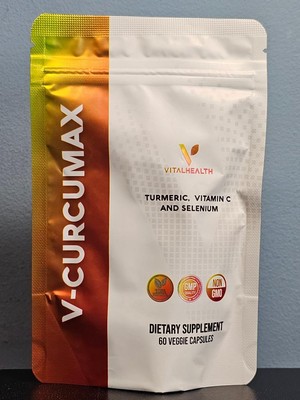 V-CURCUMAX
VITALHEALTH
TURMERIC, VITAMIN C
AND SELENIUM
GMP
NON
GMO
DIETARY SUPPLEMENT
60 VEGGIE CAPSULES